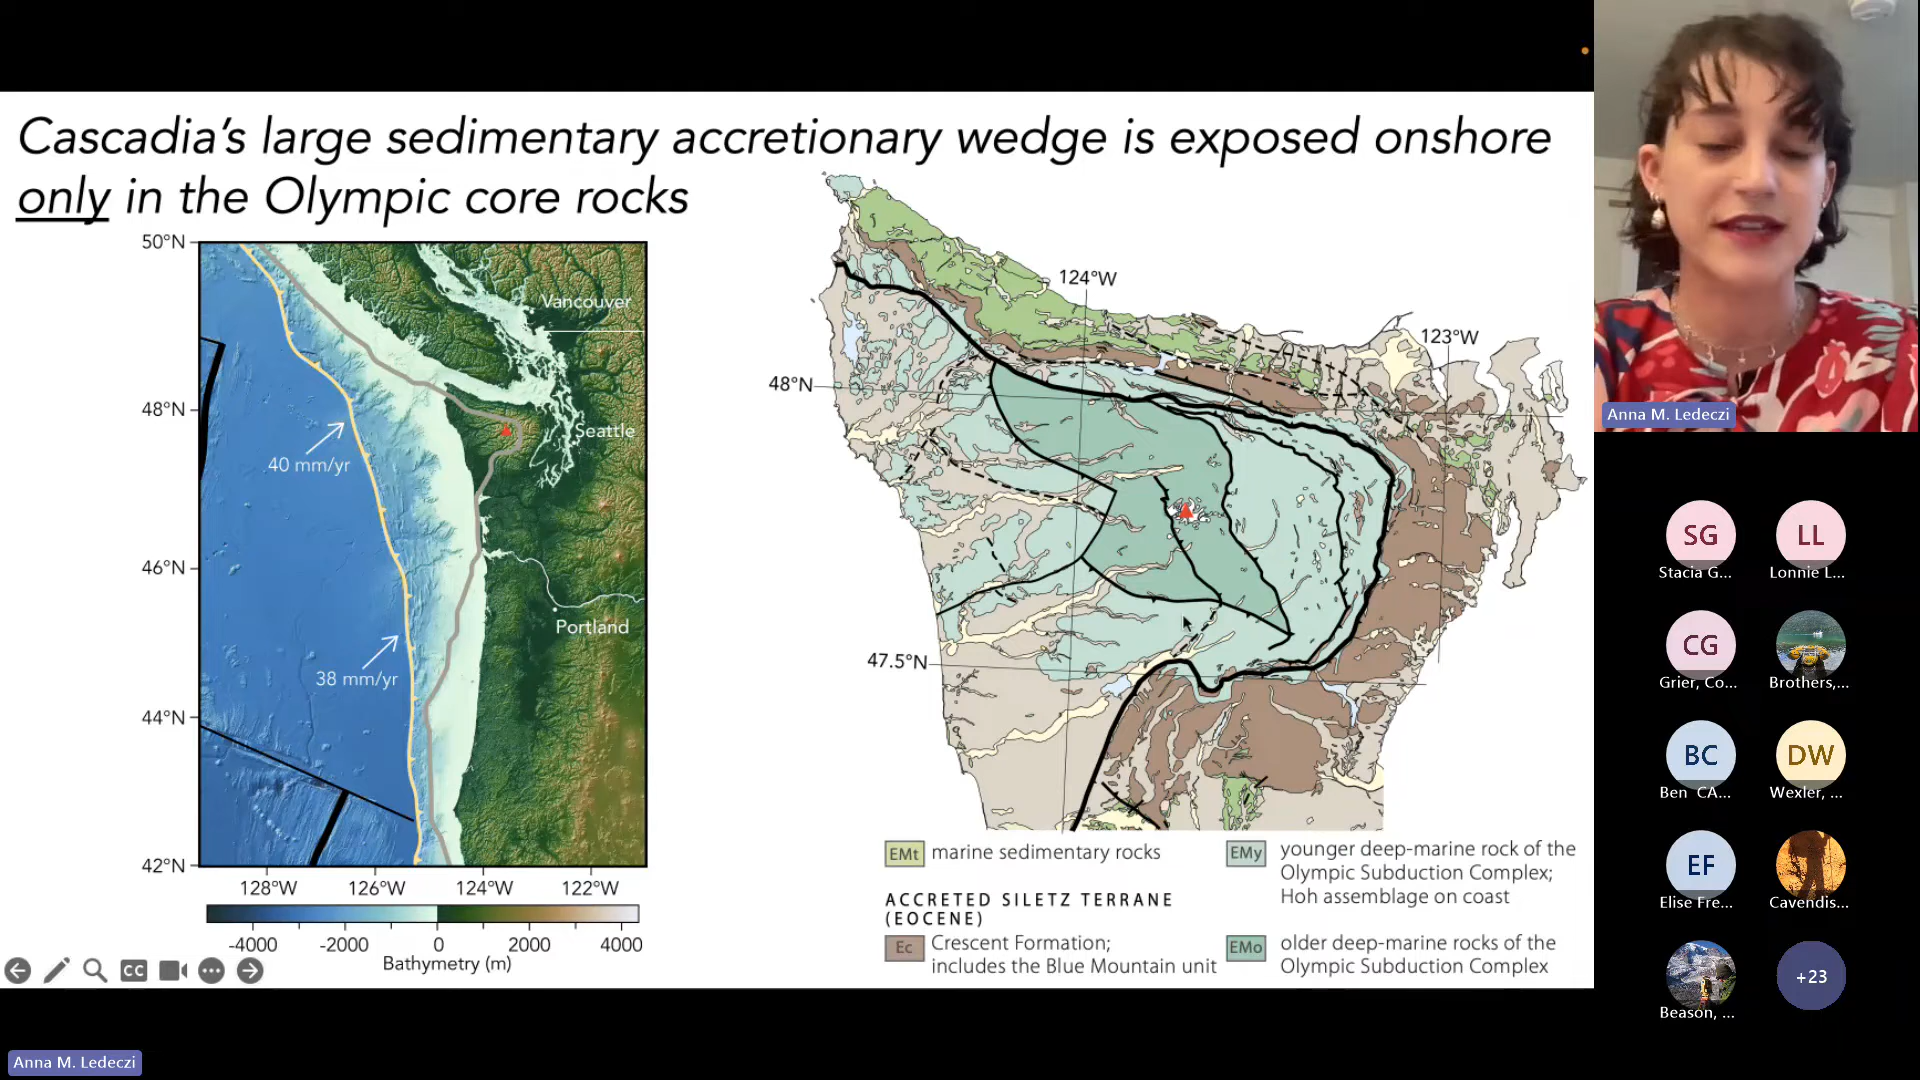 Cascadia's large sedimentary accretionary wedge is exposed onshore
only in the Olympic core rocks
50°N
48°N
46°N
44°N
42°N
128°W
126°W
124°W
122°W
Vancouver
Seattle
Portland
40 mm/yr
38 mm/yr
-4000
-2000
0
2000
4000
Bathymetry (m)
124°W
123°W
48°N
47.5°N
EMt
marine sedimentary rocks
ACCRETED SILETZ TERRANE
(EOCENE)
Ec
Crescent Formation;
includes the Blue Mountain unit
EMy
younger deep-marine rock of the
Olympic Subduction Complex;
Hoh assemblage on coast
EMo
older deep-marine rocks of the
Olympic Subduction Complex
CC
Anna M. Ledeczi
SG
Stacia G...
LL
Lonnie L...
CG
Grier, Co...
Brothers,...
BC
Ben CA...
DW
Wexler, ...
EF
Elise Fre...
Cavendis...
Beason, ...
+23
Anna M. Ledeczi